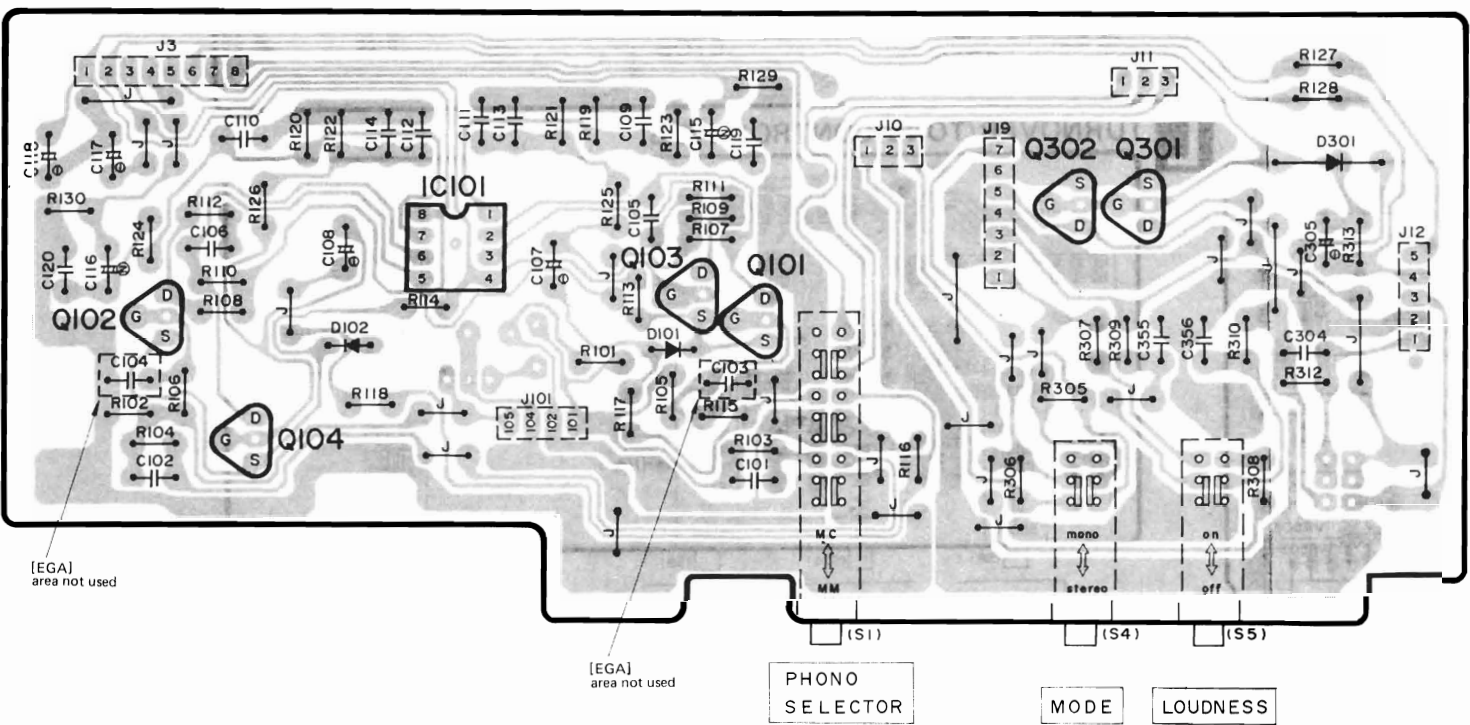 J3
1 2 3 4 5 6 7 8
J11
1 2 3
R127
R128
R129
J
C118
C117
J
J
C110
R120
R122
C114
C112
C111
C113
R121
R119
C109
R123
C115
C119
J10
1 2 3
J19
7
6
5
4
3
2
1
Q302
S
G
D
Q301
S
G
D
D301
R130
R112
C106
R126
R124
C120
C116
R110
R108
C108
IC101
8 1
7 2
6 3
5 4
R114
C107
R125
C105
R111
R109
R107
Q103
D
G
S
Q101
D
G
S
J
R113
J
J
J
J
J
C305
R313
J12
5
4
3
2
1
Q102
D
G
S
J
D102
D101
R101
C104
R102
R106
R118
J
J101
105 104 102 101
R117
R105
C103
R115
J
J
J
J
R307
R309
C355
C356
R310
C304
R312
J
R305
J
Q104
D
G
S
R104
C102
J
R103
C101
J
R116
J
J
R306
R308
J
J
J
J
MC
MM
mono
stereo
on
off
[EGA]
area not used
[EGA]
area not used
(S1)
(S4)
(S5)
PHONO
SELECTOR
MODE
LOUDNESS